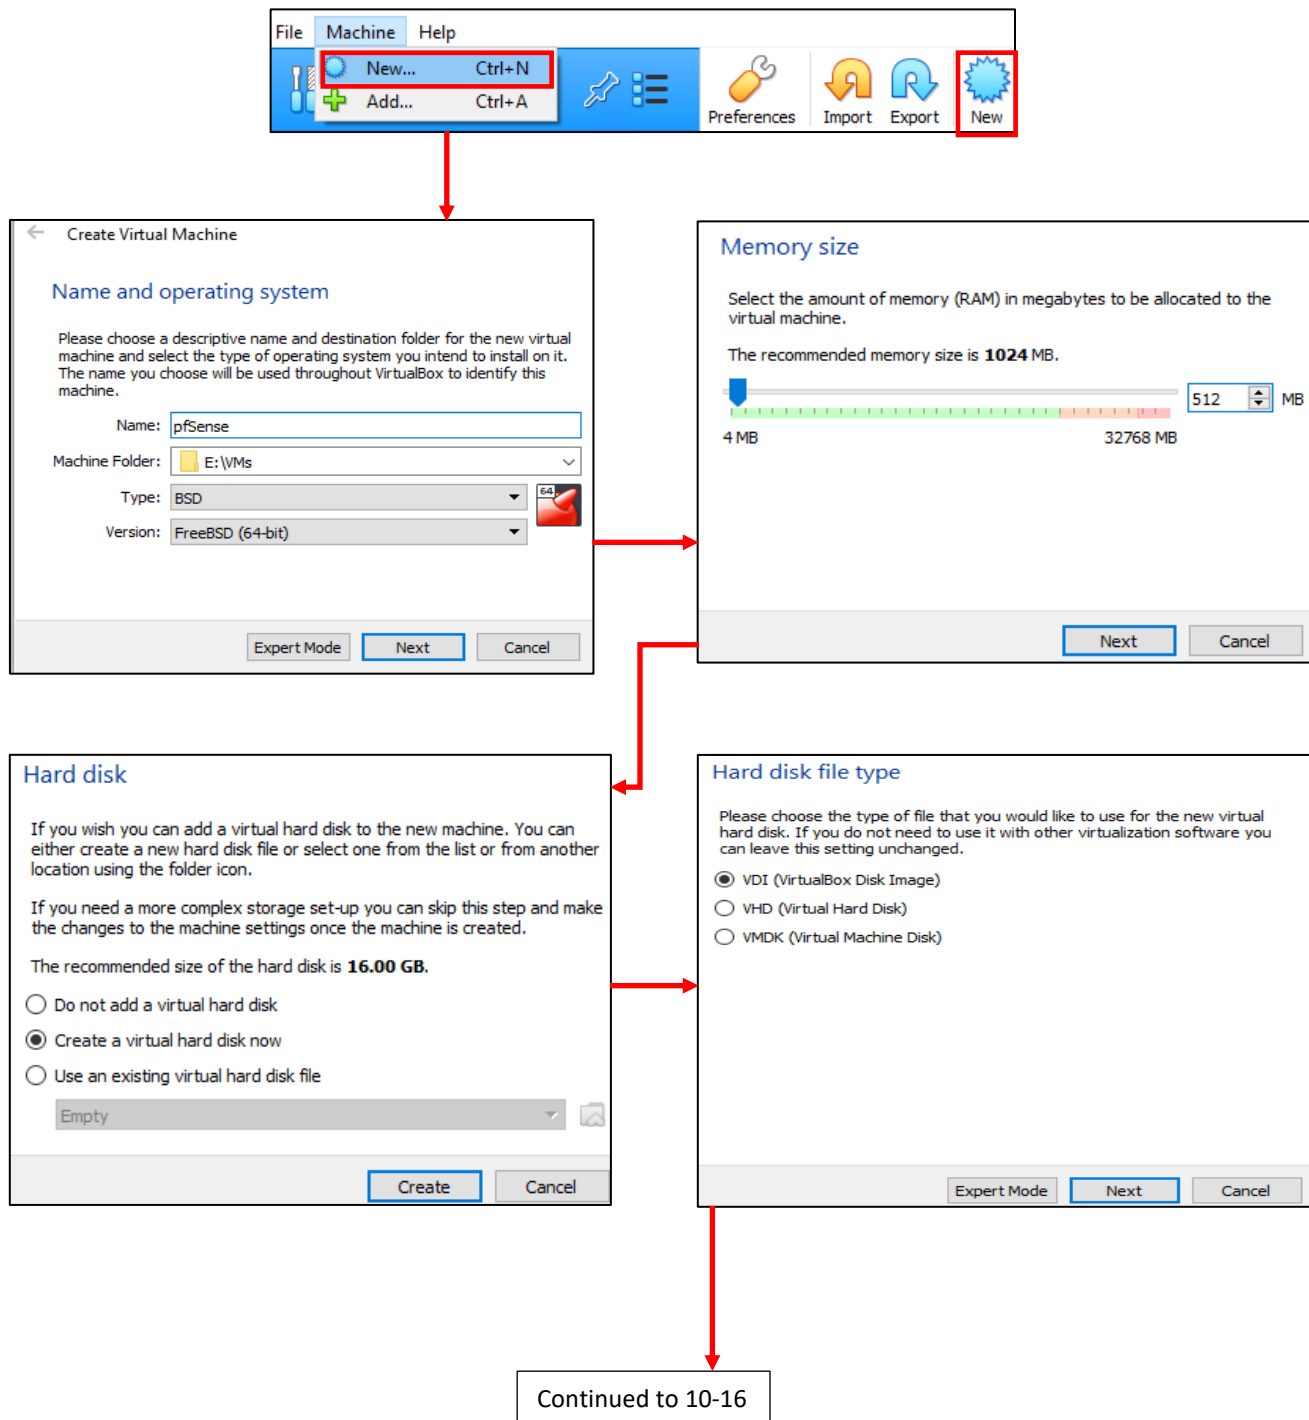 File Machine Help
New... Ctrl+N
Add... Ctrl+A
Preferences Import Export New
Create Virtual Machine
Name and operating system
Please choose a descriptive name and destination folder for the new virtual
machine and select the type of operating system you intend to install on it.
The name you choose will be used throughout VirtualBox to identify this
machine.
Name: pfSense
Machine Folder: E:\VMs
Type: BSD
64
Version: FreeBSD (64-bit)
Expert Mode Next Cancel
Memory size
Select the amount of memory (RAM) in megabytes to be allocated to the
virtual machine.
The recommended memory size is 1024 MB.
512 MB
4 MB 32768 MB
Next Cancel
Hard disk
If you wish you can add a virtual hard disk to the new machine. You can
either create a new hard disk file or select one from the list or from another
location using the folder icon.
If you need a more complex storage set-up you can skip this step and make
the changes to the machine settings once the machine is created.
The recommended size of the hard disk is 16.00 GB.
Do not add a virtual hard disk
Create a virtual hard disk now
Use an existing virtual hard disk file
Empty
Create Cancel
Hard disk file type
Please choose the type of file that you would like to use for the new virtual
hard disk. If you do not need to use it with other virtualization software you
can leave this setting unchanged.
VDI (VirtualBox Disk Image)
VHD (Virtual Hard Disk)
VMDK (Virtual Machine Disk)
Expert Mode Next Cancel
Continued to 10-16